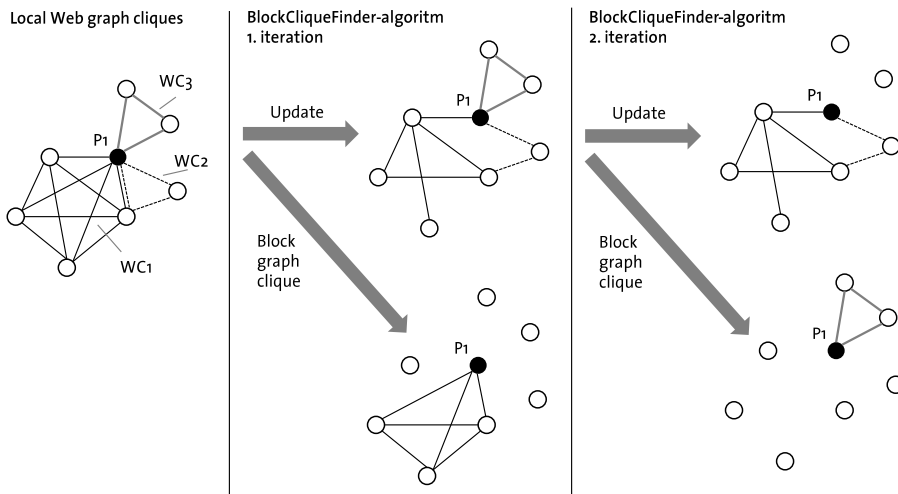 Local Web graph cliques
WC3
P1
WC2
WC1
BlockCliqueFinder-algoritm
1. iteration
P1
Update
Block
graph
clique
P1
BlockCliqueFinder-algoritm
2. iteration
P1
Update
Block
graph
clique
P1